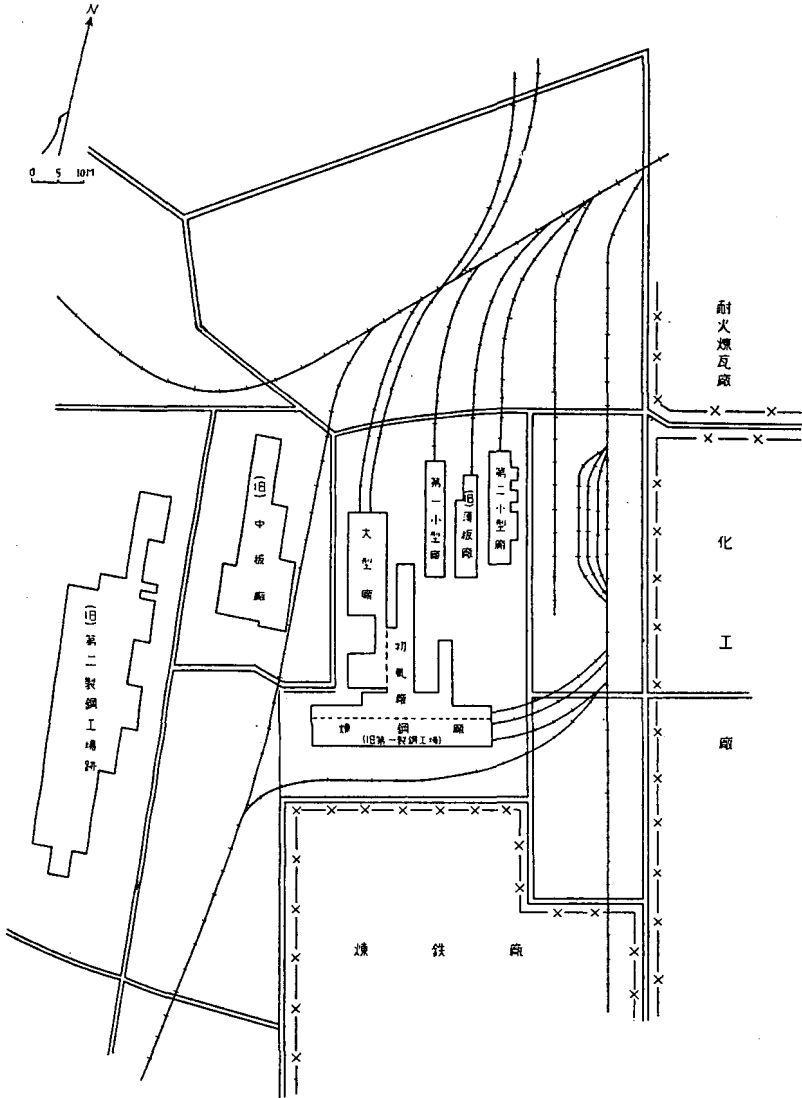 N
0 5 10M
耐火煉瓦廠
(旧)中板廠
第一小型廠
(旧)薄板廠
第二小型廠
大型廠
初軋廠
(旧)第二製鋼工場跡
煉鋼廠
(旧第一製鋼工場)
化工廠
煉鉄廠